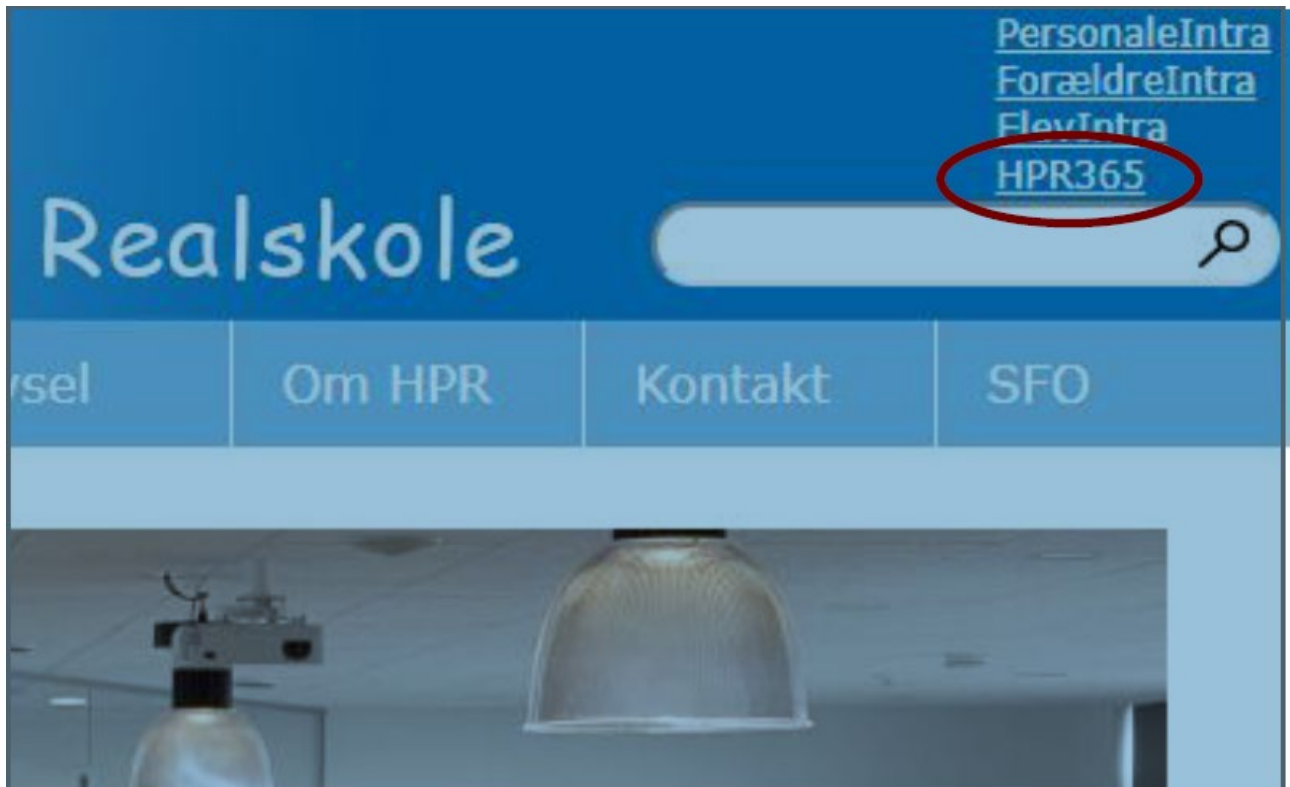 PersonaleIntra
ForældreIntra
ElevIntra
HPR365
Realskole
Om HPR
Kontakt
SFO